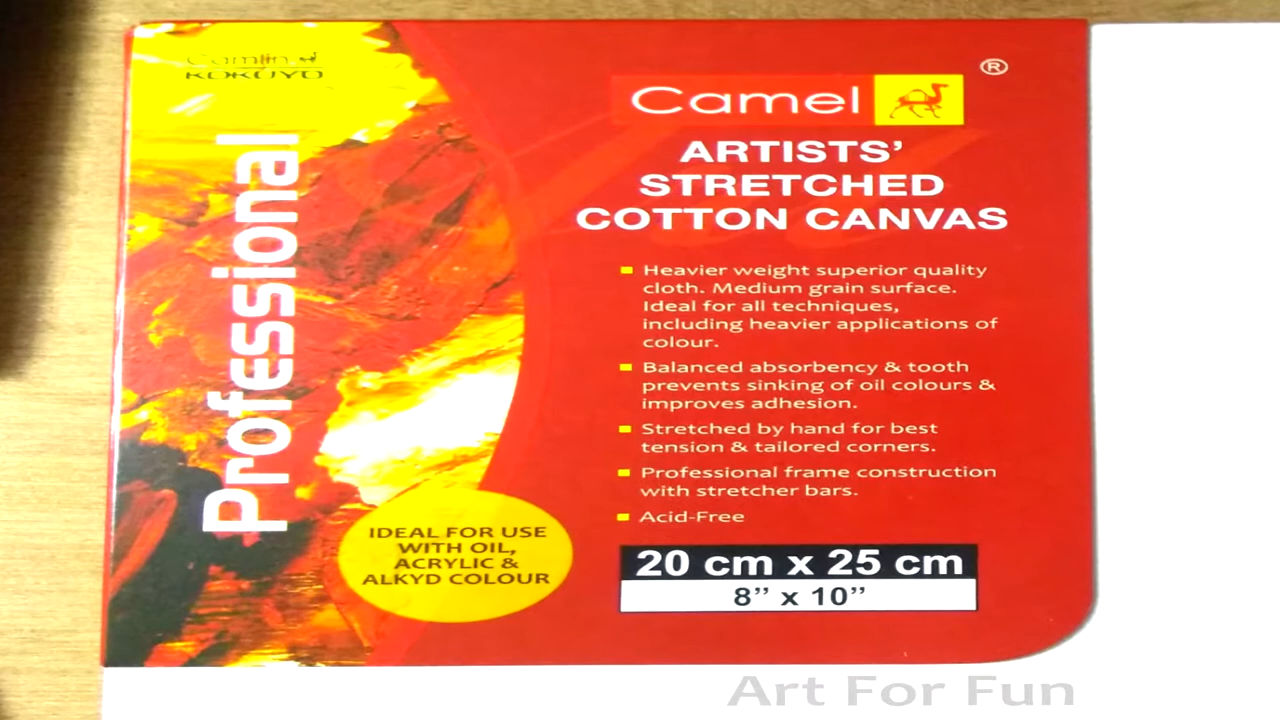 Camlin
KOKUYO
Professional
Camel
®
ARTISTS’
STRETCHED
COTTON CANVAS
Heavier weight superior quality
cloth. Medium grain surface.
Ideal for all techniques,
including heavier applications of
colour.
Balanced absorbency & tooth
prevents sinking of oil colours &
improves adhesion.
Stretched by hand for best
tension & tailored corners.
Professional frame construction
with stretcher bars.
Acid-Free
IDEAL FOR USE
WITH OIL,
ACRYLIC &
ALKYD COLOUR
20 cm x 25 cm
8” x 10”
Art For Fun